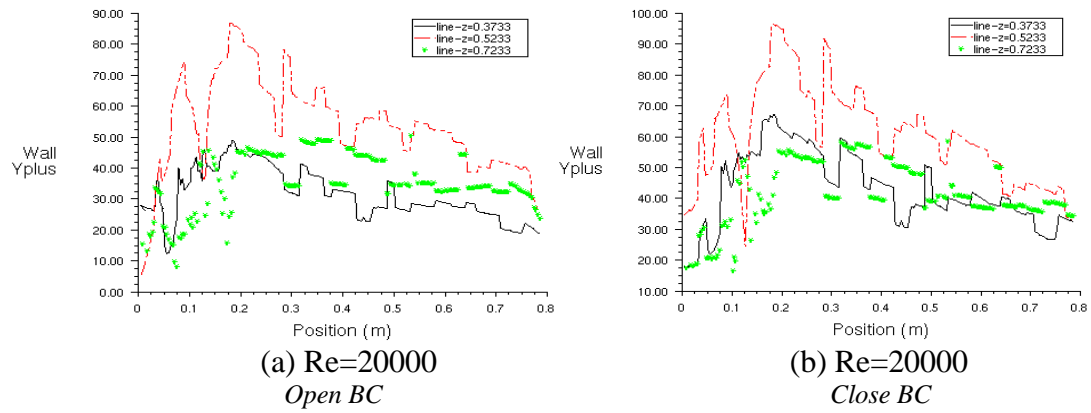 90.00
80.00
70.00
60.00
50.00
40.00
30.00
20.00
10.00
0.00
Wall
Yplus
line-z=0.3733
line-z=0.5233
line-z=0.7233
0 0.1 0.2 0.3 0.4 0.5 0.6 0.7 0.8
Position (m)
(a) Re=20000
Open BC
100.00
90.00
80.00
70.00
60.00
50.00
40.00
30.00
20.00
10.00
Wall
Yplus
line-z=0.3733
line-z=0.5233
line-z=0.7233
0 0.1 0.2 0.3 0.4 0.5 0.6 0.7 0.8
Position (m)
(b) Re=20000
Close BC